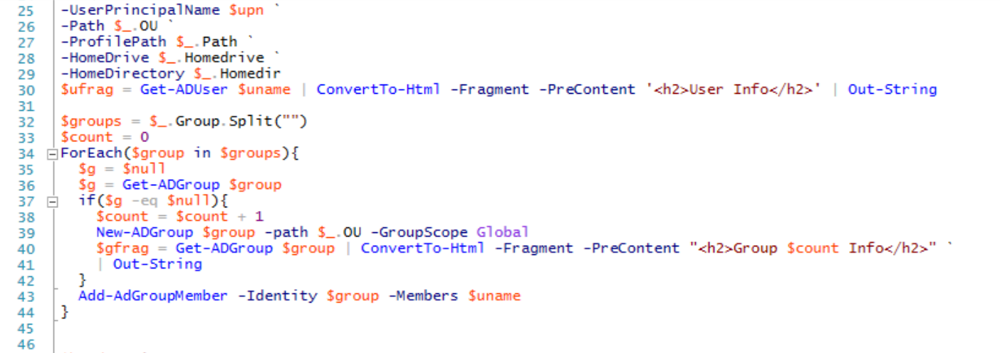 25 -UserPrincipalName $upn `
26 -Path $_.OU `
27 -ProfilePath $_.Path `
28 -HomeDrive $_.Homedrive `
29 -HomeDirectory $_.Homedir
30 $ufrag = Get-ADUser $uname | ConvertTo-Html -Fragment -PreContent '<h2>User Info</h2>' | Out-String
31
32 $groups = $_.Group.Split("")
33 $count = 0
34 ForEach($group in $groups){
35 $g = $null
36 $g = Get-ADGroup $group
37 if($g -eq $null){
38 $count = $count + 1
39 New-ADGroup $group -path $_.OU -GroupScope Global
40 $gfrag = Get-ADGroup $group | ConvertTo-Html -Fragment -PreContent "<h2>Group $count Info</h2>" `
41 | Out-String
42 }
43 Add-AdGroupMember -Identity $group -Members $uname
44 }
45
46